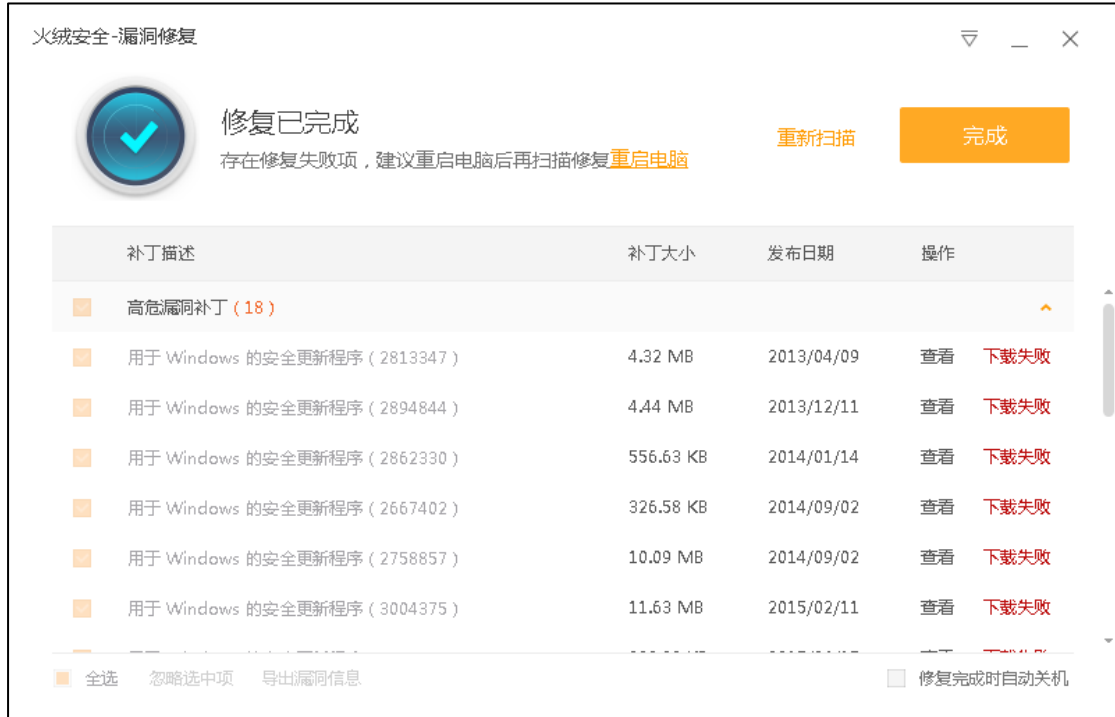 火绒安全-漏洞修复
修复已完成
存在修复失败项，建议重启电脑后再扫描修复重启电脑
重新扫描
完成
补丁描述 补丁大小 发布日期 操作
高危漏洞补丁 ( 18 )
用于 Windows 的安全更新程序 ( 2813347 ) 4.32 MB 2013/04/09 查看 下载失败
用于 Windows 的安全更新程序 ( 2894844 ) 4.44 MB 2013/12/11 查看 下载失败
用于 Windows 的安全更新程序 ( 2862330 ) 556.63 KB 2014/01/14 查看 下载失败
用于 Windows 的安全更新程序 ( 2667402 ) 326.58 KB 2014/09/02 查看 下载失败
用于 Windows 的安全更新程序 ( 2758857 ) 10.09 MB 2014/09/02 查看 下载失败
用于 Windows 的安全更新程序 ( 3004375 ) 11.63 MB 2015/02/11 查看 下载失败
全选 忽略选中项 导出漏洞信息 修复完成时自动关机